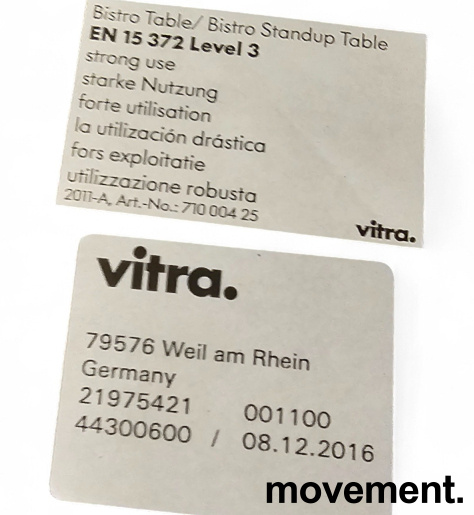 Bistro Table/ Bistro Standup Table
EN 15 372 Level 3
strong use
starke Nutzung
forte utilisation
la utilización drástica
fors exploitatie
utilizzazione robusta
2011-A, Art.-No.: 710 004 25
vitra.
vitra.
79576 Weil am Rhein
Germany
21975421 001100
44300600 / 08.12.2016
movement.